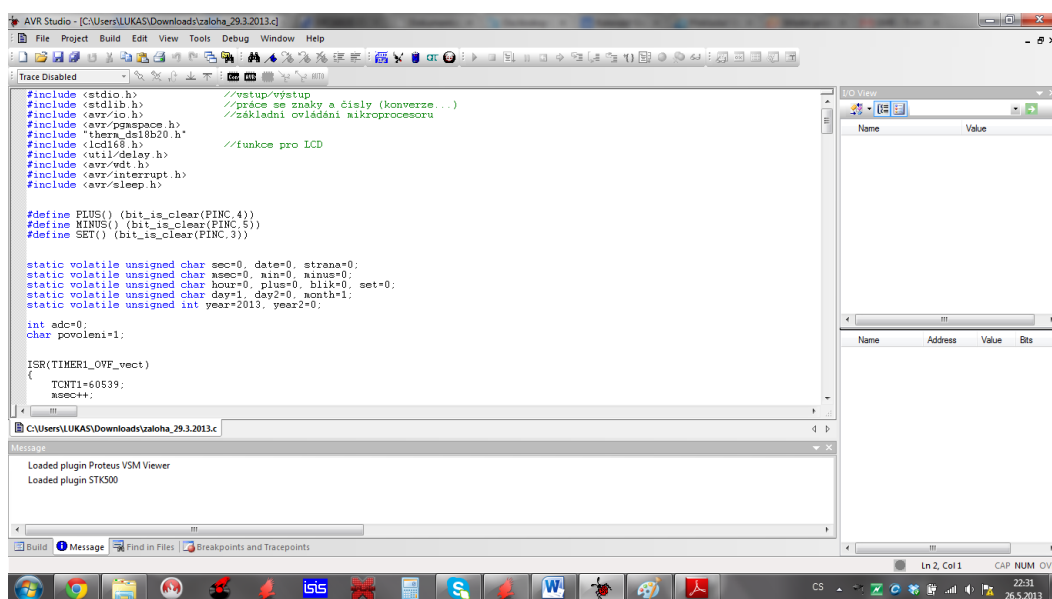 AVR Studio - [C:\Users\LUKAS\Downloads\zaloha_29.3.2013.c]
File Project Build Edit View Tools Debug Window Help
Trace Disabled
#include <stdio.h> //vstup/výstup
#include <stdlib.h> //práce se znaky a čísly (konverze...)
#include <avr/io.h> //základní ovládání mikroprocesoru
#include <avr/pgmspace.h>
#include "therm_ds18b20.h"
#include <lcd168.h> //funkce pro LCD
#include <util/delay.h>
#include <avr/wdt.h>
#include <avr/interrupt.h>
#include <avr/sleep.h>
#define PLUS() (bit_is_clear(PINC,4))
#define MINUS() (bit_is_clear(PINC,5))
#define SET() (bit_is_clear(PINC,3))
static volatile unsigned char sec=0, date=0, strana=0;
static volatile unsigned char msec=0, min=0, minus=0;
static volatile unsigned char hour=0, plus=0, blik=0, set=0;
static volatile unsigned char day=1, day2=0, month=1;
static volatile unsigned int year=2013, year2=0;
int adc=0;
char povoleni=1;
ISR(TIMER1_OVF_vect)
{
TCNT1=60539;
msec++;
C:\Users\LUKAS\Downloads\zaloha_29.3.2013.c
Message
Loaded plugin Proteus VSM Viewer
Loaded plugin STK500
Build Message Find in Files Breakpoints and Tracepoints
I/O View
Name Value
Name Address Value Bits
Ln 2, Col 1 CAP NUM OV
isis
CS 22:31
26.5.2013